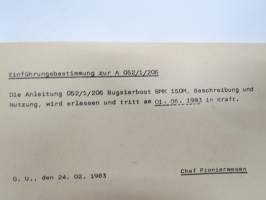 Einführungsbestimmung zur A 052/1/206
Die Anleitung 052/1/206 Bugsierboot BMK 150M, Beschreibung und
Nutzung, wird erlassen und tritt am 01. 06. 1983 in Kraft.
O. U., den 24. 02. 1983
Chef Pionierwesen